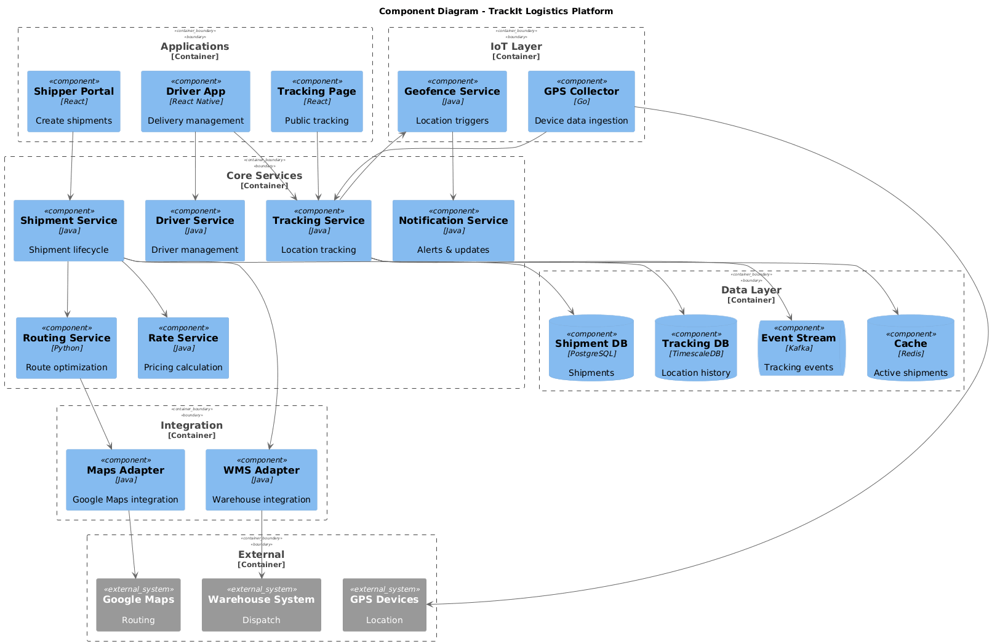 Component Diagram - TrackIt Logistics Platform
«container_boundary»
«boundary»
Applications
[Container]
«component»
Shipper Portal
[React]
Create shipments
«component»
Driver App
[React Native]
Delivery management
«component»
Tracking Page
[React]
Public tracking
«container_boundary»
«boundary»
IoT Layer
[Container]
«component»
Geofence Service
[Java]
Location triggers
«component»
GPS Collector
[Go]
Device data ingestion
«container_boundary»
«boundary»
Core Services
[Container]
«component»
Shipment Service
[Java]
Shipment lifecycle
«component»
Driver Service
[Java]
Driver management
«component»
Tracking Service
[Java]
Location tracking
«component»
Notification Service
[Java]
Alerts & updates
«component»
Routing Service
[Python]
Route optimization
«component»
Rate Service
[Java]
Pricing calculation
«container_boundary»
«boundary»
Data Layer
[Container]
«component»
Shipment DB
[PostgreSQL]
Shipments
«component»
Tracking DB
[TimescaleDB]
Location history
«component»
Event Stream
[Kafka]
Tracking events
«component»
Cache
[Redis]
Active shipments
«container_boundary»
«boundary»
Integration
[Container]
«component»
Maps Adapter
[Java]
Google Maps integration
«component»
WMS Adapter
[Java]
Warehouse integration
«container_boundary»
«boundary»
External
[Container]
«external_system»
Google Maps
Routing
«external_system»
Warehouse System
Dispatch
«external_system»
GPS Devices
Location